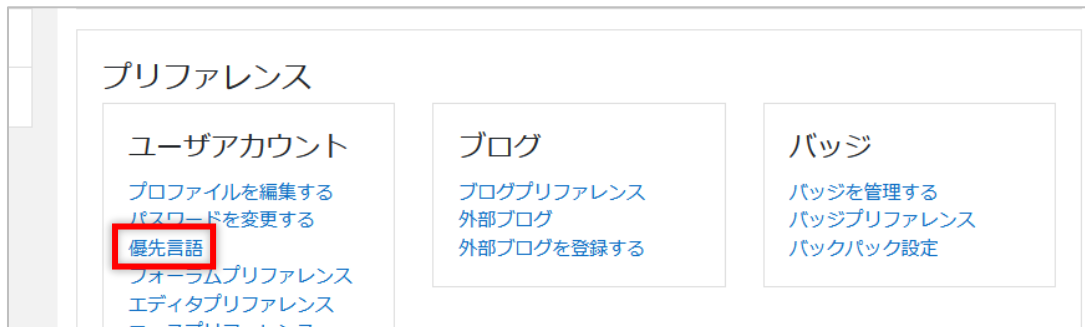 プリファレンス
ユーザアカウント
プロファイルを編集する
パスワードを変更する
優先言語
フォーラムプリファレンス
エディタプリファレンス
ブログ
ブログプリファレンス
外部ブログ
外部ブログを登録する
バッジ
バッジを管理する
バッジプリファレンス
バックパック設定